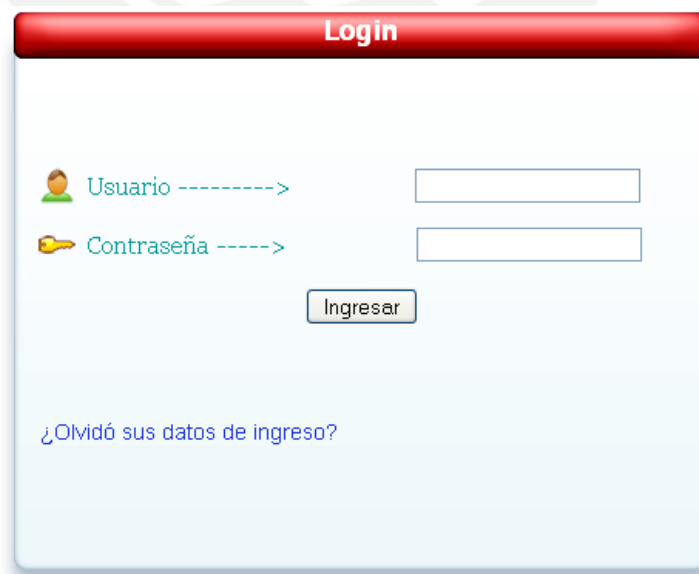 Login
Usuario --------->
Contraseña ----->
Ingresar
¿Olvidó sus datos de ingreso?